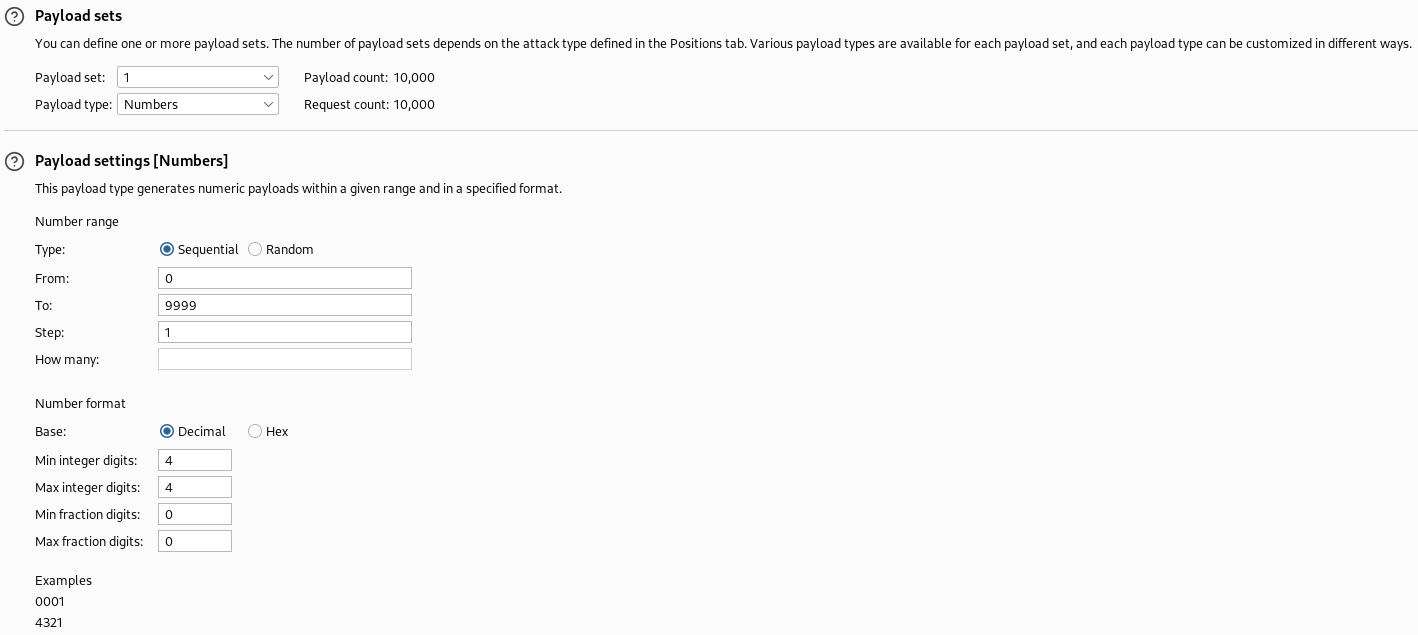 Payload sets
You can define one or more payload sets. The number of payload sets depends on the attack type defined in the Positions tab. Various payload types are available for each payload set, and each payload type can be customized in different ways.
Payload set: 1 Payload count: 10,000
Payload type: Numbers Request count: 10,000
Payload settings [Numbers]
This payload type generates numeric payloads within a given range and in a specified format.
Number range
Type: Sequential Random
From: 0
To: 9999
Step: 1
How many:
Number format
Base: Decimal Hex
Min integer digits: 4
Max integer digits: 4
Min fraction digits: 0
Max fraction digits: 0
Examples
0001
4321